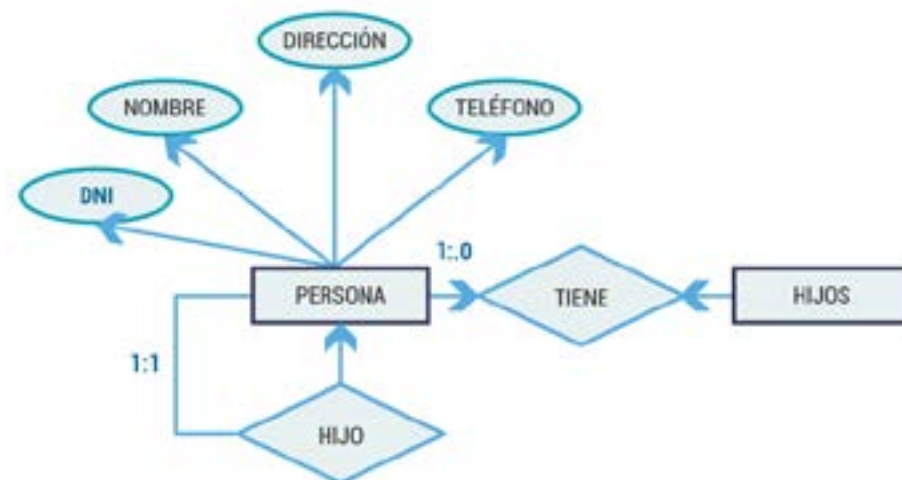 DIRECCIÓN
NOMBRE
TELÉFONO
DNI
1:.0
PERSONA
TIENE
HIJOS
1:1
HIJO